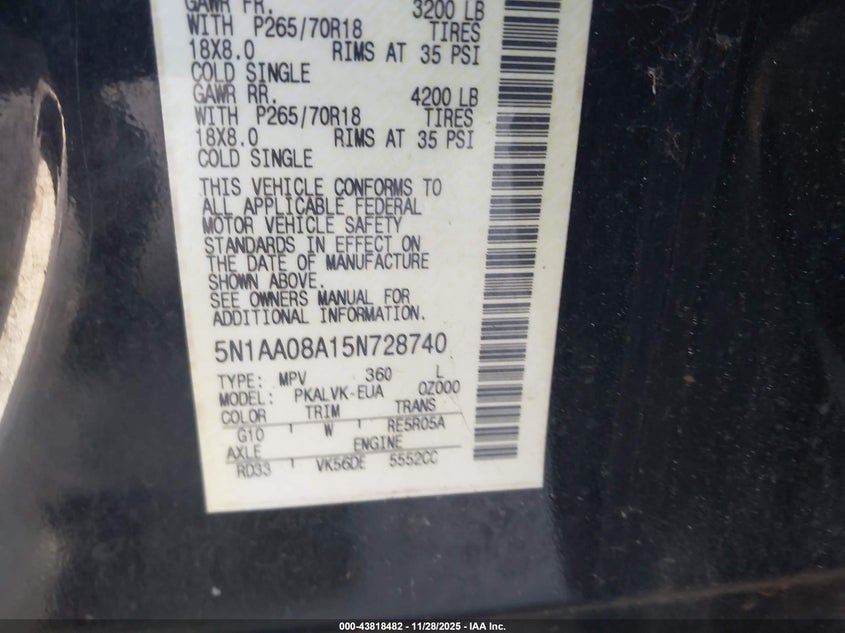 GAWR FR. 3200 LB
WITH P265/70R18 TIRES
18X8.0 RIMS AT 35 PSI
COLD SINGLE
GAWR RR. 4200 LB
WITH P265/70R18 TIRES
18X8.0 RIMS AT 35 PSI
COLD SINGLE
THIS VEHICLE CONFORMS TO
ALL APPLICABLE FEDERAL
MOTOR VEHICLE SAFETY
STANDARDS IN EFFECT ON
THE DATE OF MANUFACTURE
SHOWN ABOVE.
SEE OWNERS MANUAL FOR
ADDITIONAL INFORMATION.
5N1AA08A15N728740
TYPE: MPV 360 L
MODEL: PKALVK-EUA 0Z000
COLOR TRIM TRANS
G10 W RE5R05A
AXLE ENGINE
RD33 VK56DE 5552CC
000-43818482 - 11/28/2025 - IAA Inc.